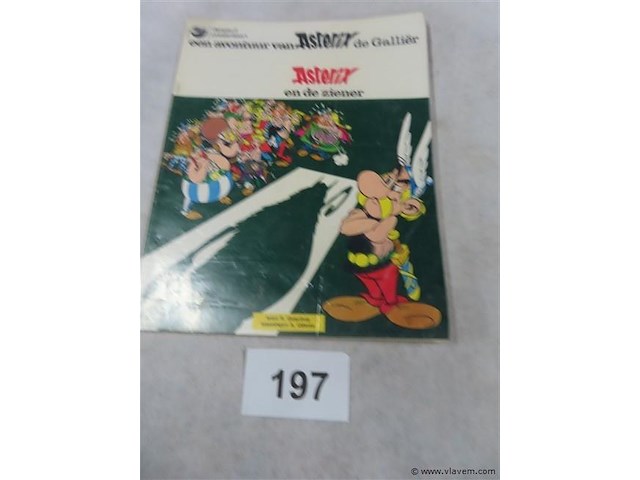 een avontuur van Asterix de Galliër
Asterix
en de ziener
197
© www.vlavem.com